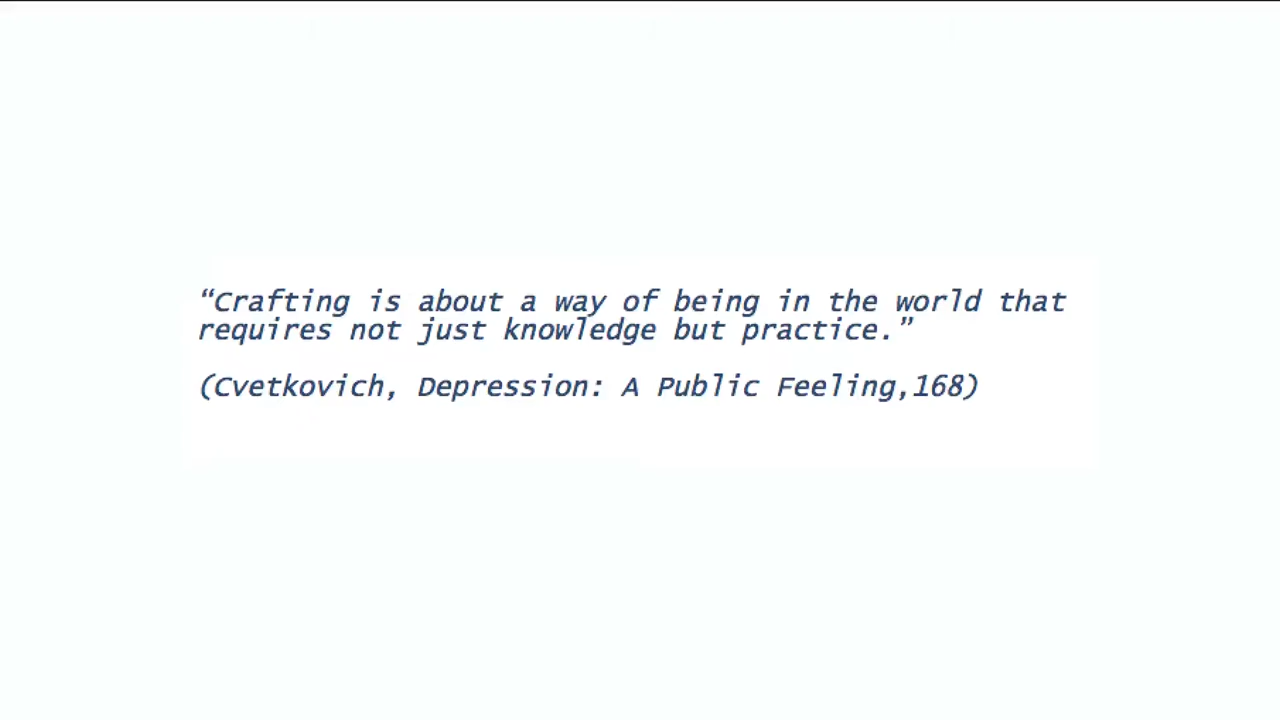 “Crafting is about a way of being in the world that
requires not just knowledge but practice.”
(Cvetkovich, Depression: A Public Feeling,168)